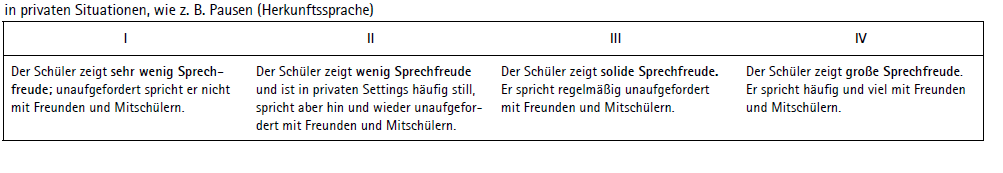 in privaten Situationen, wie z. B. Pausen (Herkunftssprache)
I II III IV
Der Schüler zeigt sehr wenig Sprech-
freude; unaufgefordert spricht er nicht
mit Freunden und Mitschülern.
Der Schüler zeigt wenig Sprechfreude
und ist in privaten Settings häufig still,
spricht aber hin und wieder unaufgefor-
dert mit Freunden und Mitschülern.
Der Schüler zeigt solide Sprechfreude.
Er spricht regelmäßig unaufgefordert
mit Freunden und Mitschülern.
Der Schüler zeigt große Sprechfreude.
Er spricht häufig und viel mit Freunden
und Mitschülern.